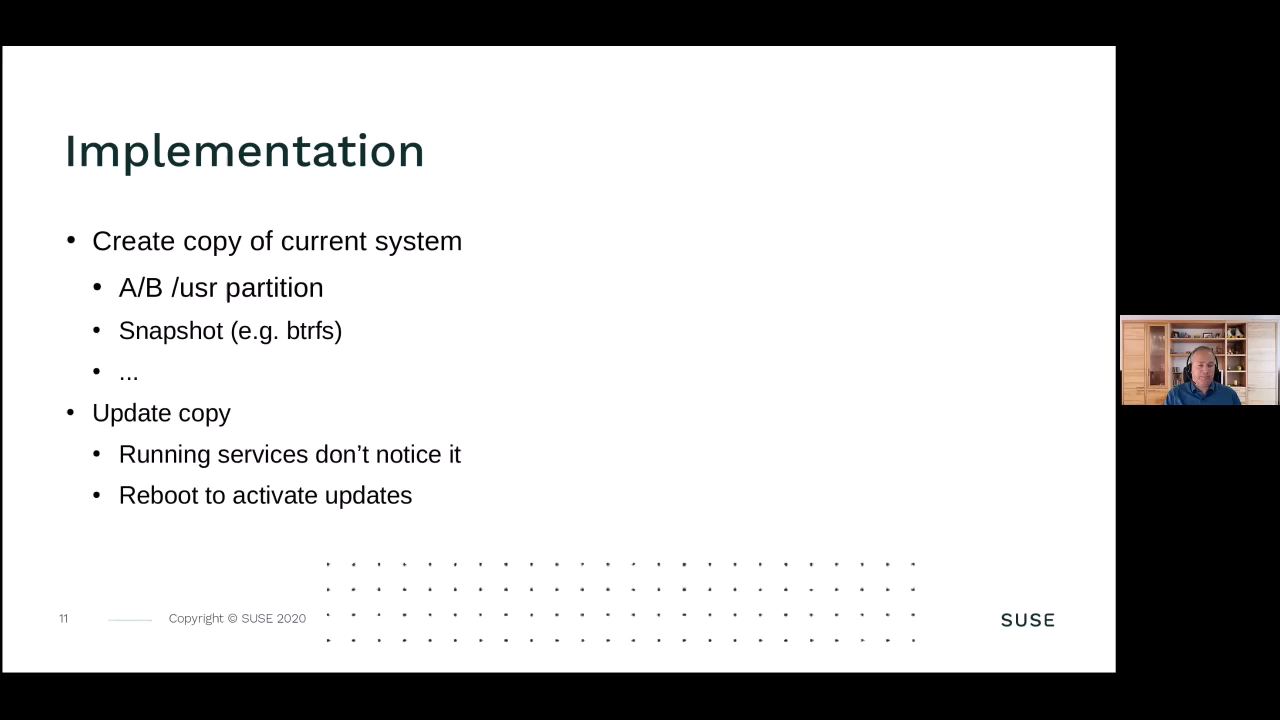 Implementation
• Create copy of current system
• A/B /usr partition
• Snapshot (e.g. btrfs)
• ...
• Update copy
• Running services don’t notice it
• Reboot to activate updates
11
Copyright © SUSE 2020
SUSE